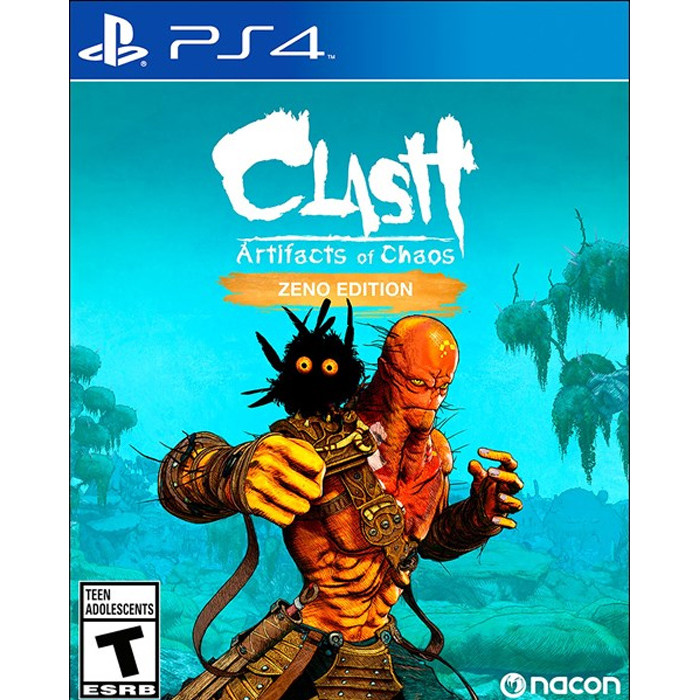 PS4
CLASH
Artifacts of Chaos
ZENO EDITION
TEEN
ADOLESCENTS
T
ESRB
nacon